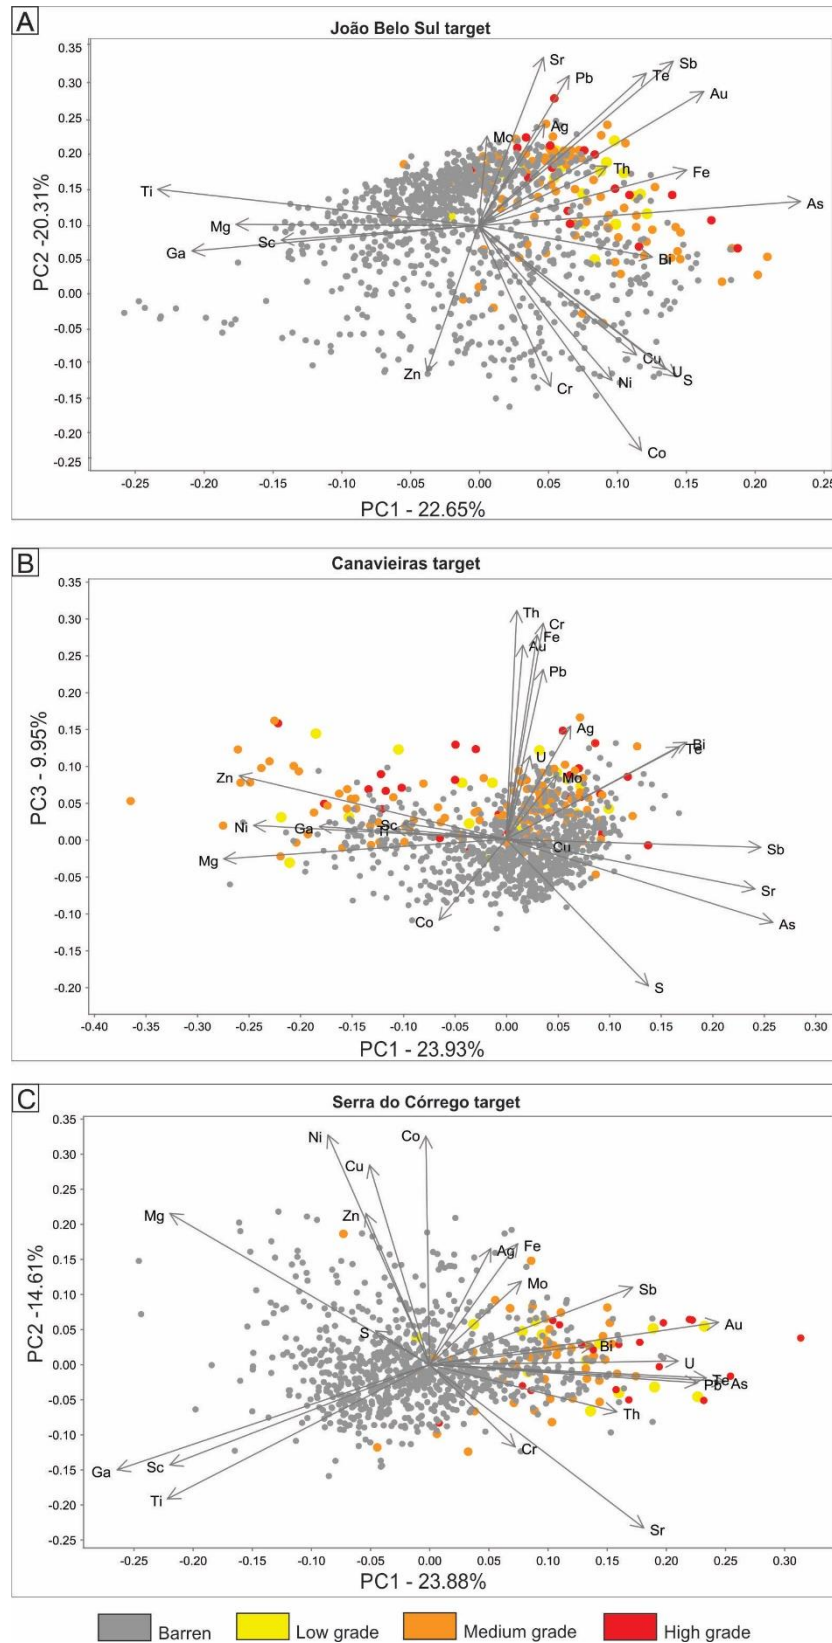 A
João Belo Sul target
0.35
0.30
0.25
0.20
0.15
0.10
0.05
0.00
-0.05
-0.10
-0.15
-0.20
-0.25
PC2 -20.31%
Sr
Pb
Sb
Te
Au
Ag
Mo
Th
Fe
As
Ti
Mg
Ga
Sc
Bi
Zn
Cr
Ni
Cu
U
S
Co
-0.25
-0.20
-0.15
-0.10
-0.05
0.00
0.05
0.10
0.15
0.20
0.25
PC1 - 22.65%
B
Canavieiras target
0.35
0.30
0.25
0.20
0.15
0.10
0.05
0.00
-0.05
-0.10
-0.15
-0.20
PC3 - 9.95%
Th
Cr
Fe
Au
Pb
Ag
U
Bi
Te
Mo
Zn
Ni
Ga
Sc
Ti
Mg
Cu
Sb
Sr
As
Co
S
-0.40
-0.35
-0.30
-0.25
-0.20
-0.15
-0.10
-0.05
0.00
0.05
0.10
0.15
0.20
0.25
0.30
PC1 - 23.93%
C
Serra do Córrego target
0.35
0.30
0.25
0.20
0.15
0.10
0.05
0.00
-0.05
-0.10
-0.15
-0.20
-0.25
PC2 -14.61%
Ni
Co
Cu
Mg
Zn
Ag
Fe
Mo
Sb
Au
S
Bi
U
Te
Pb
As
Th
Cr
Ga
Sc
Ti
Sr
-0.25
-0.20
-0.15
-0.10
-0.05
0.00
0.05
0.10
0.15
0.20
0.25
0.30
PC1 - 23.88%
Barren
Low grade
Medium grade
High grade